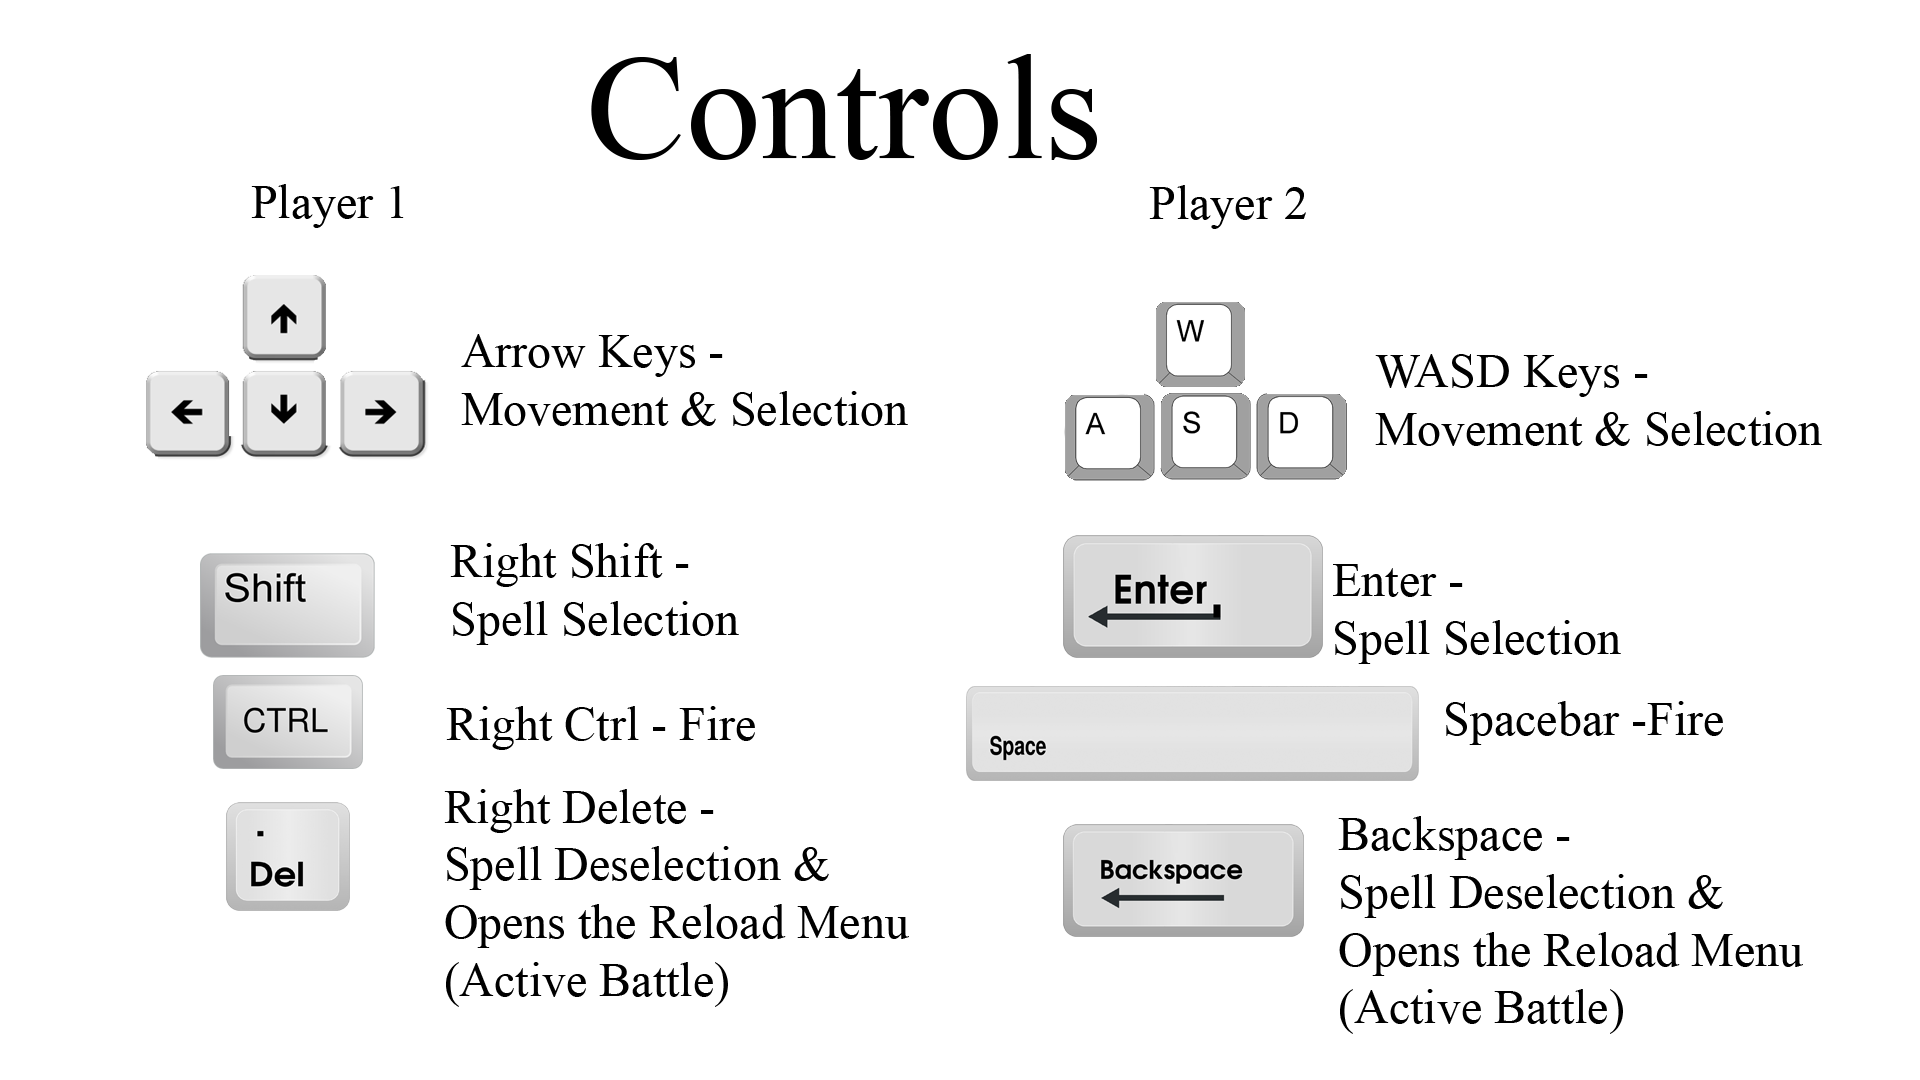 Controls
Player 1
Arrow Keys -
Movement & Selection
Shift
Right Shift -
Spell Selection
CTRL
Right Ctrl - Fire
.
Del
Right Delete -
Spell Deselection &
Opens the Reload Menu
(Active Battle)
Player 2
W
A S D
WASD Keys -
Movement & Selection
Enter
Enter -
Spell Selection
Space
Spacebar -Fire
Backspace
Backspace -
Spell Deselection &
Opens the Reload Menu
(Active Battle)